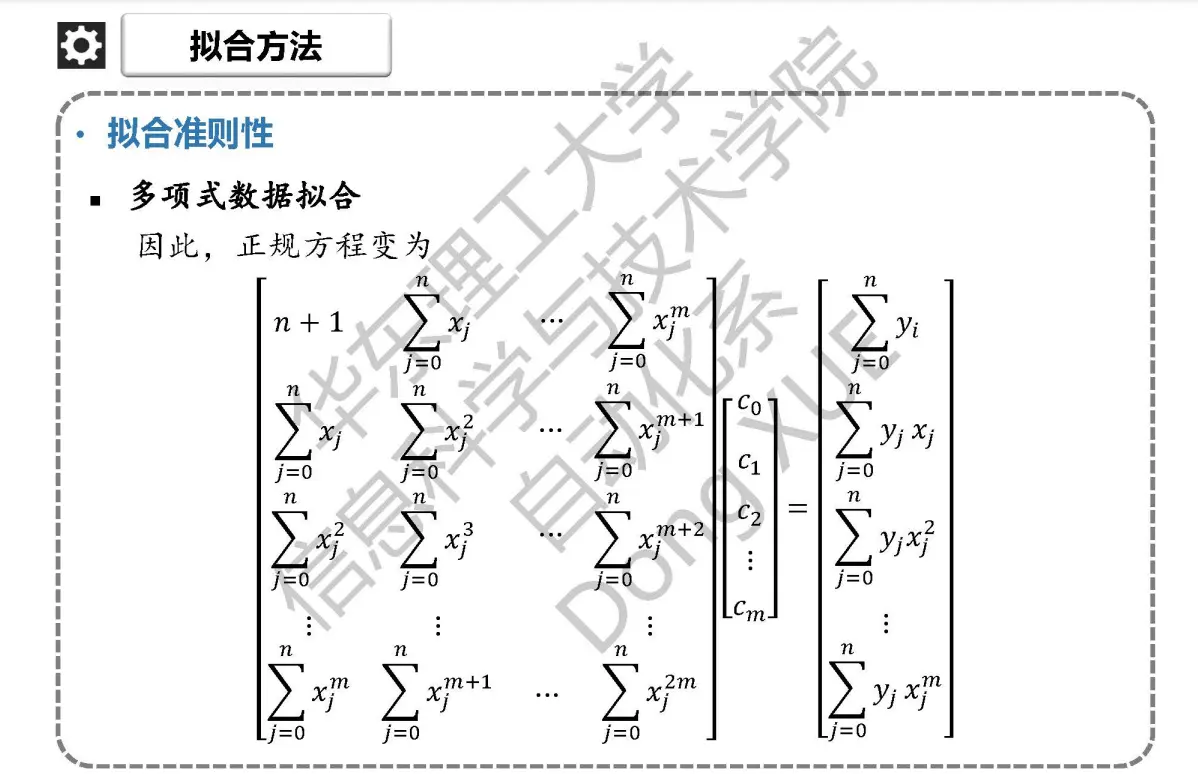 拟合方法
• 拟合准则性
▪ 多项式数据拟合
因此，正规方程变为
\begin{bmatrix} n+1 & \sum_{j=0}^{n} x_j & \cdots & \sum_{j=0}^{n} x_j^m \\ \sum_{j=0}^{n} x_j & \sum_{j=0}^{n} x_j^2 & \cdots & \sum_{j=0}^{n} x_j^{m+1} \\ \sum_{j=0}^{n} x_j^2 & \sum_{j=0}^{n} x_j^3 & \cdots & \sum_{j=0}^{n} x_j^{m+2} \\ \vdots & \vdots & & \vdots \\ \sum_{j=0}^{n} x_j^m & \sum_{j=0}^{n} x_j^{m+1} & \cdots & \sum_{j=0}^{n} x_j^{2m} \end{bmatrix} \begin{bmatrix} c_0 \\ c_1 \\ c_2 \\ \vdots \\ c_m \end{bmatrix} = \begin{bmatrix} \sum_{j=0}^{n} y_i \\ \sum_{j=0}^{n} y_j x_j \\ \sum_{j=0}^{n} y_j x_j^2 \\ \vdots \\ \sum_{j=0}^{n} y_j x_j^m \end{bmatrix}
华东理工大学
信息科学与技术学院
自动化系
Dong XUE